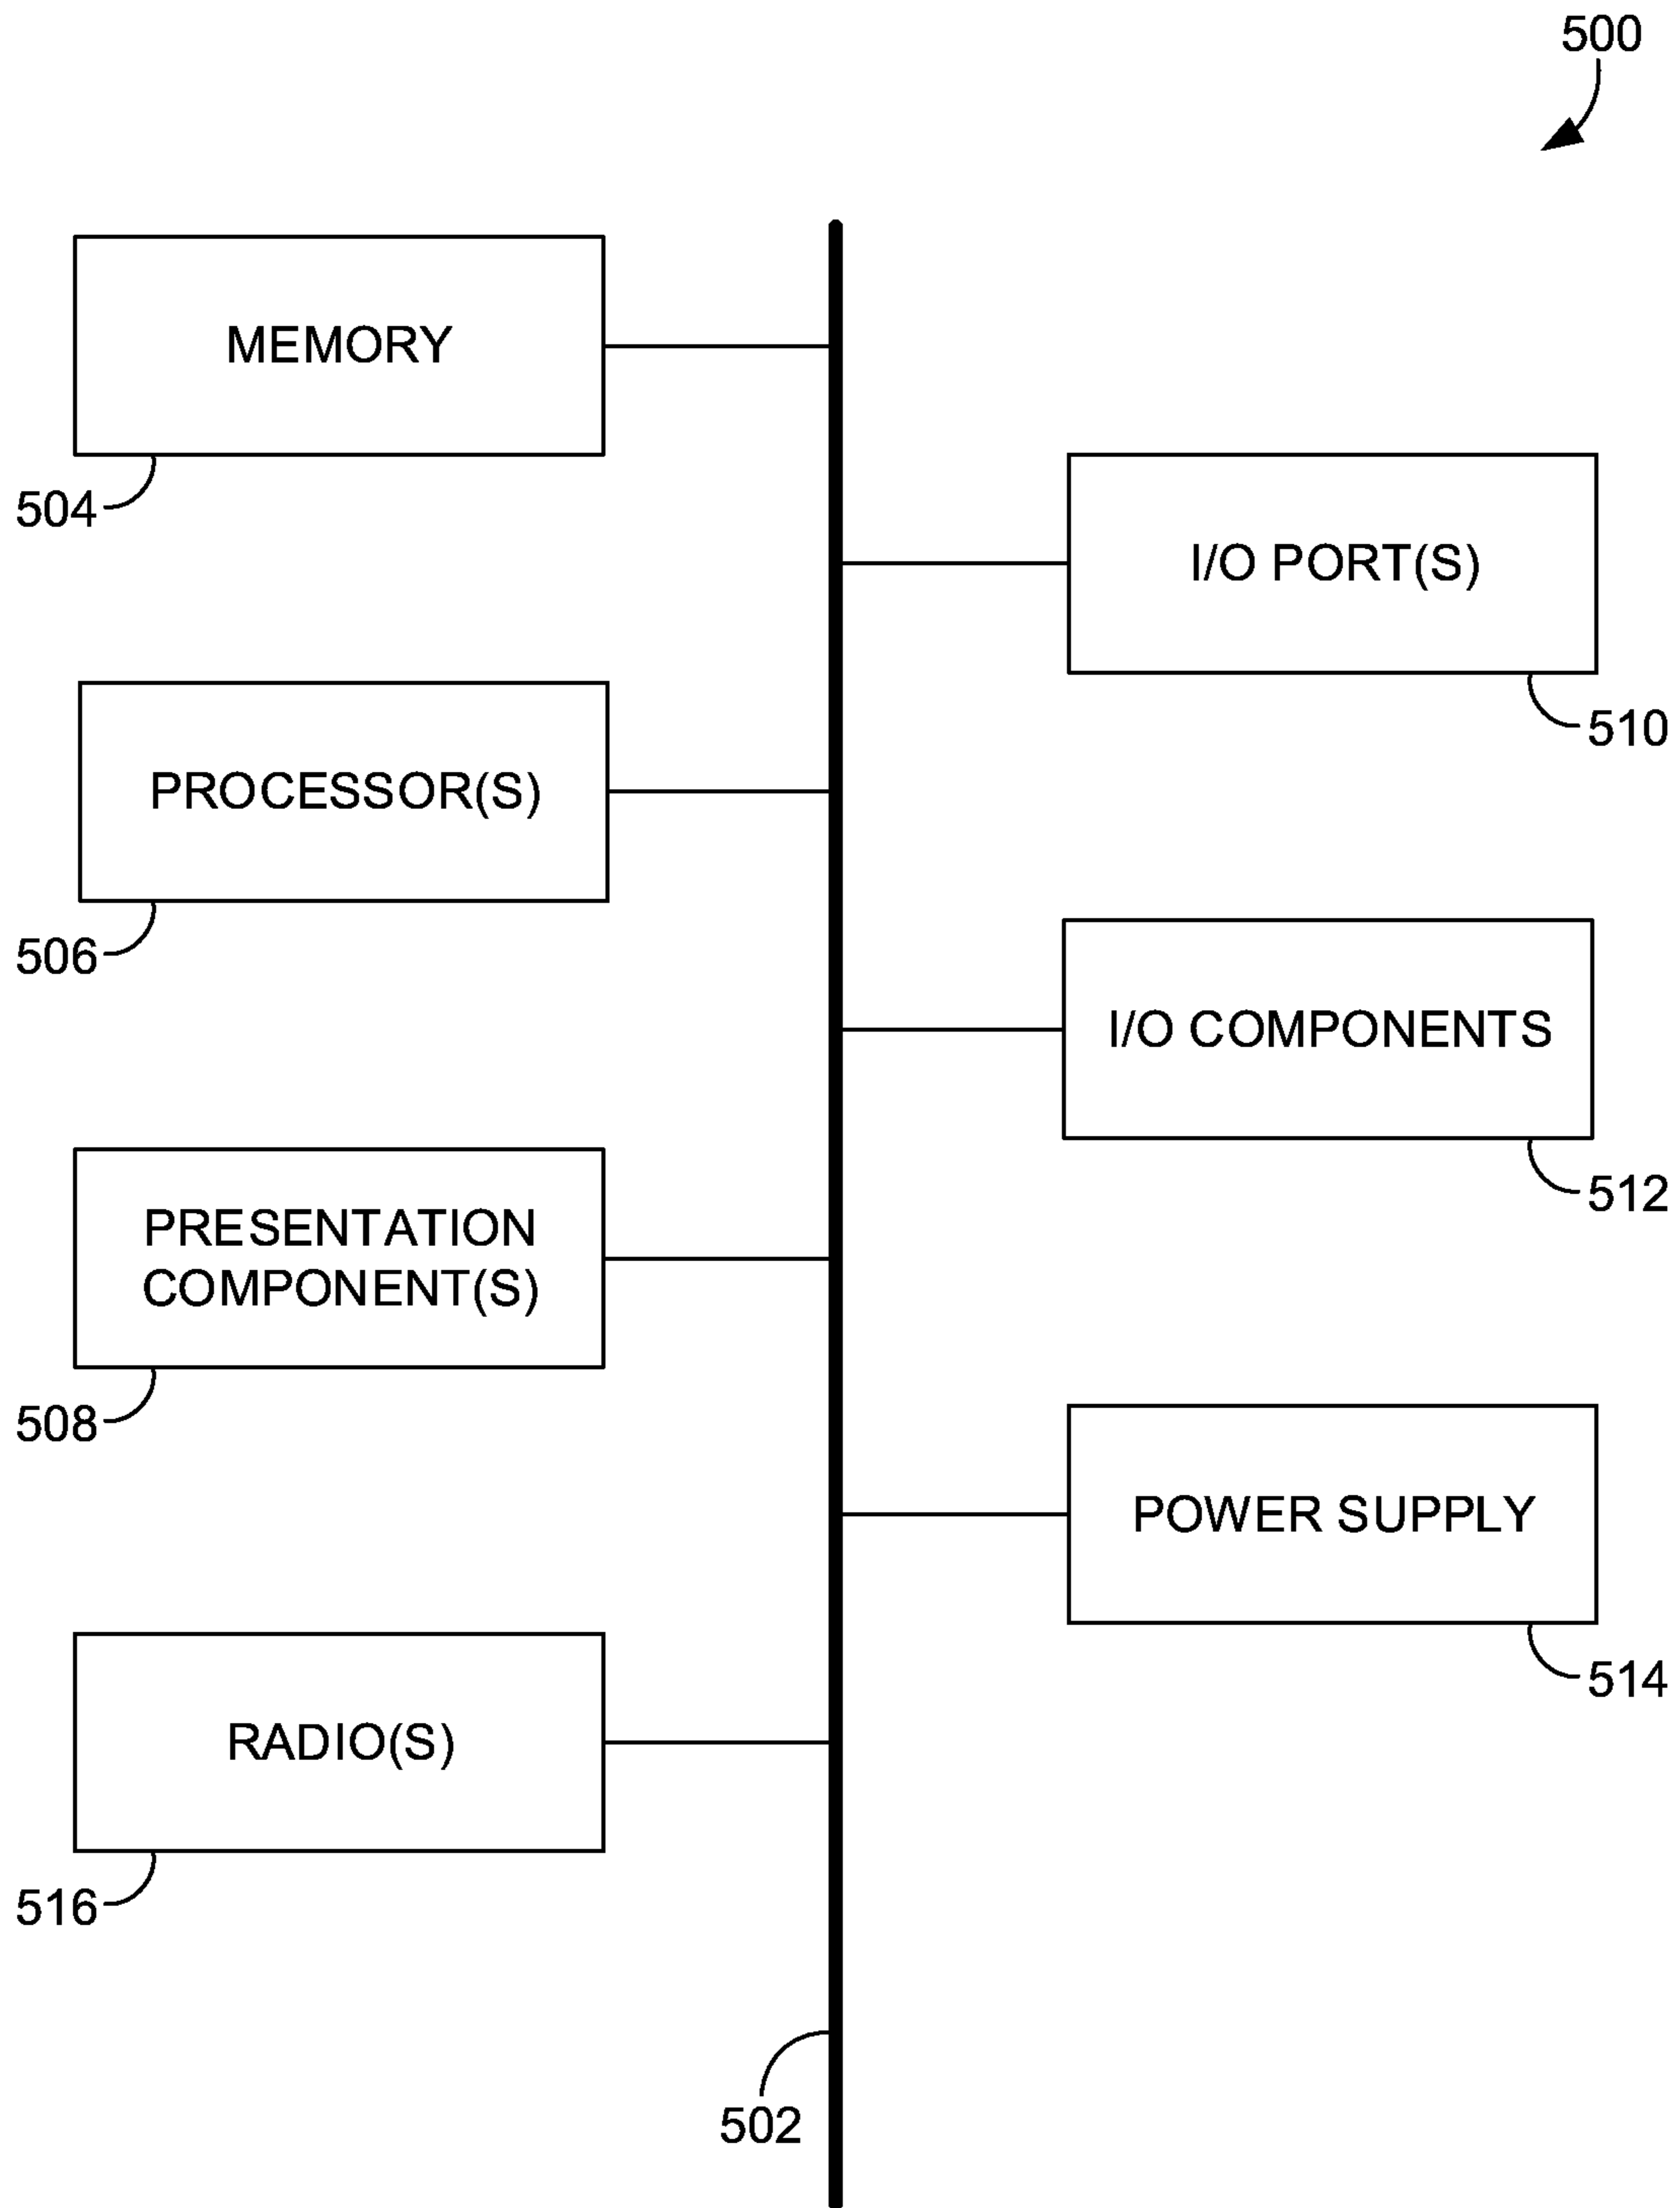 500
MEMORY
504
I/O PORT(S)
510
PROCESSOR(S)
506
I/O COMPONENTS
512
PRESENTATION
COMPONENT(S)
508
POWER SUPPLY
514
RADIO(S)
516
502